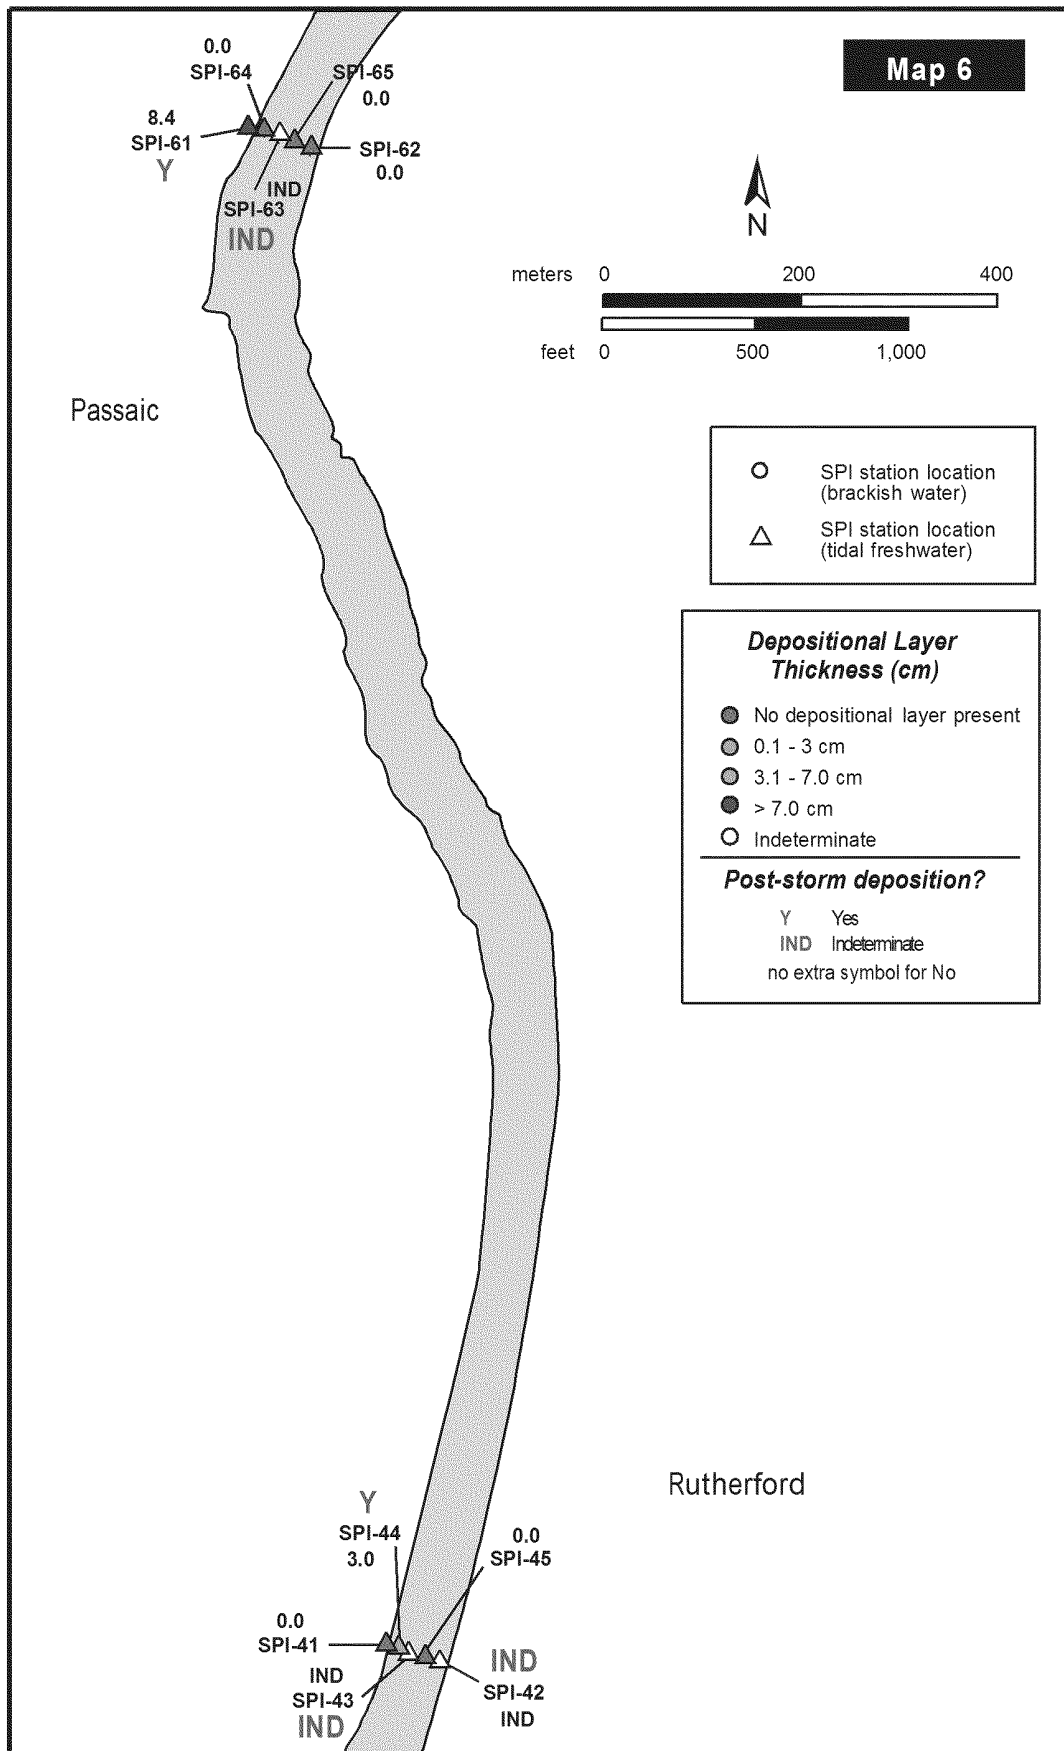 Map 6
0.0
SPI-64
SPI-65
0.0
8.4
SPI-61
Y
SPI-62
0.0
IND
SPI-63
IND
N
meters 0 200 400
feet 0 500 1,000
Passaic
SPI station location
(brackish water)
SPI station location
(tidal freshwater)
Depositional Layer
Thickness (cm)
No depositional layer present
0.1 - 3 cm
3.1 - 7.0 cm
> 7.0 cm
Indeterminate
Post-storm deposition?
Y Yes
IND Indeterminate
no extra symbol for No
Rutherford
Y
SPI-44
3.0
0.0
SPI-45
0.0
SPI-41
IND
SPI-43
IND
IND
SPI-42
IND